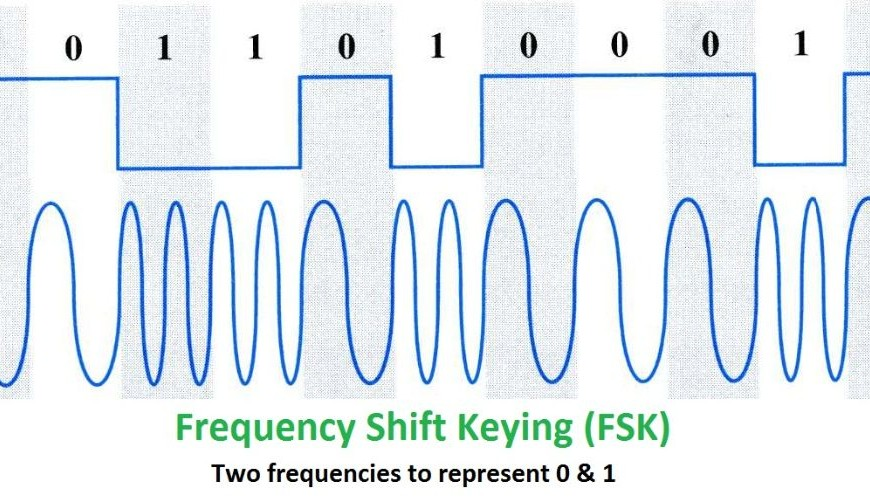 0 1 1 0 1 0 0 0 1
Frequency Shift Keying (FSK)
Two frequencies to represent 0 & 1